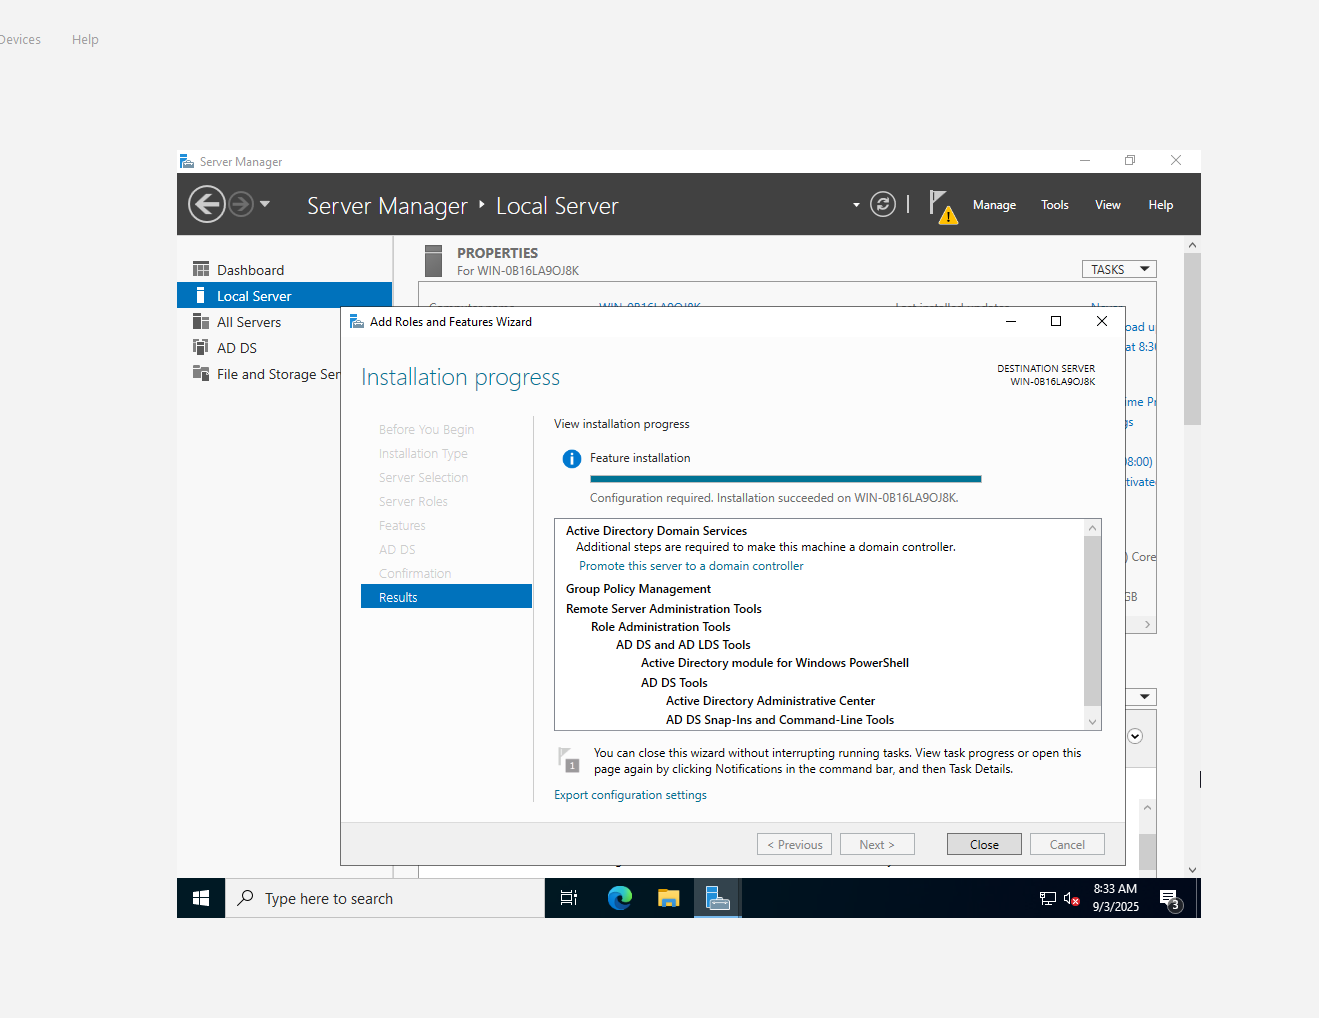 Devices Help
Server Manager
Server Manager Local Server
Manage Tools View Help
Dashboard
Local Server
All Servers
AD DS
File and Storage Ser
PROPERTIES
For WIN-0B16LA9OJ8K
TASKS
Add Roles and Features Wizard
Installation progress
DESTINATION SERVER
WIN-0B16LA9OJ8K
Before You Begin
Installation Type
Server Selection
Server Roles
Features
AD DS
Confirmation
Results
View installation progress
Feature installation
Configuration required. Installation succeeded on WIN-0B16LA9OJ8K.
Active Directory Domain Services
Additional steps are required to make this machine a domain controller.
Promote this server to a domain controller
Group Policy Management
Remote Server Administration Tools
Role Administration Tools
AD DS and AD LDS Tools
Active Directory module for Windows PowerShell
AD DS Tools
Active Directory Administrative Center
AD DS Snap-Ins and Command-Line Tools
1
You can close this wizard without interrupting running tasks. View task progress or open this
page again by clicking Notifications in the command bar, and then Task Details.
Export configuration settings
< Previous Next > Close Cancel
oad u
at 8:30
ime Pr
gs
08:00)
tivate
) Core
GB
Type here to search
8:33 AM
9/3/2025
3